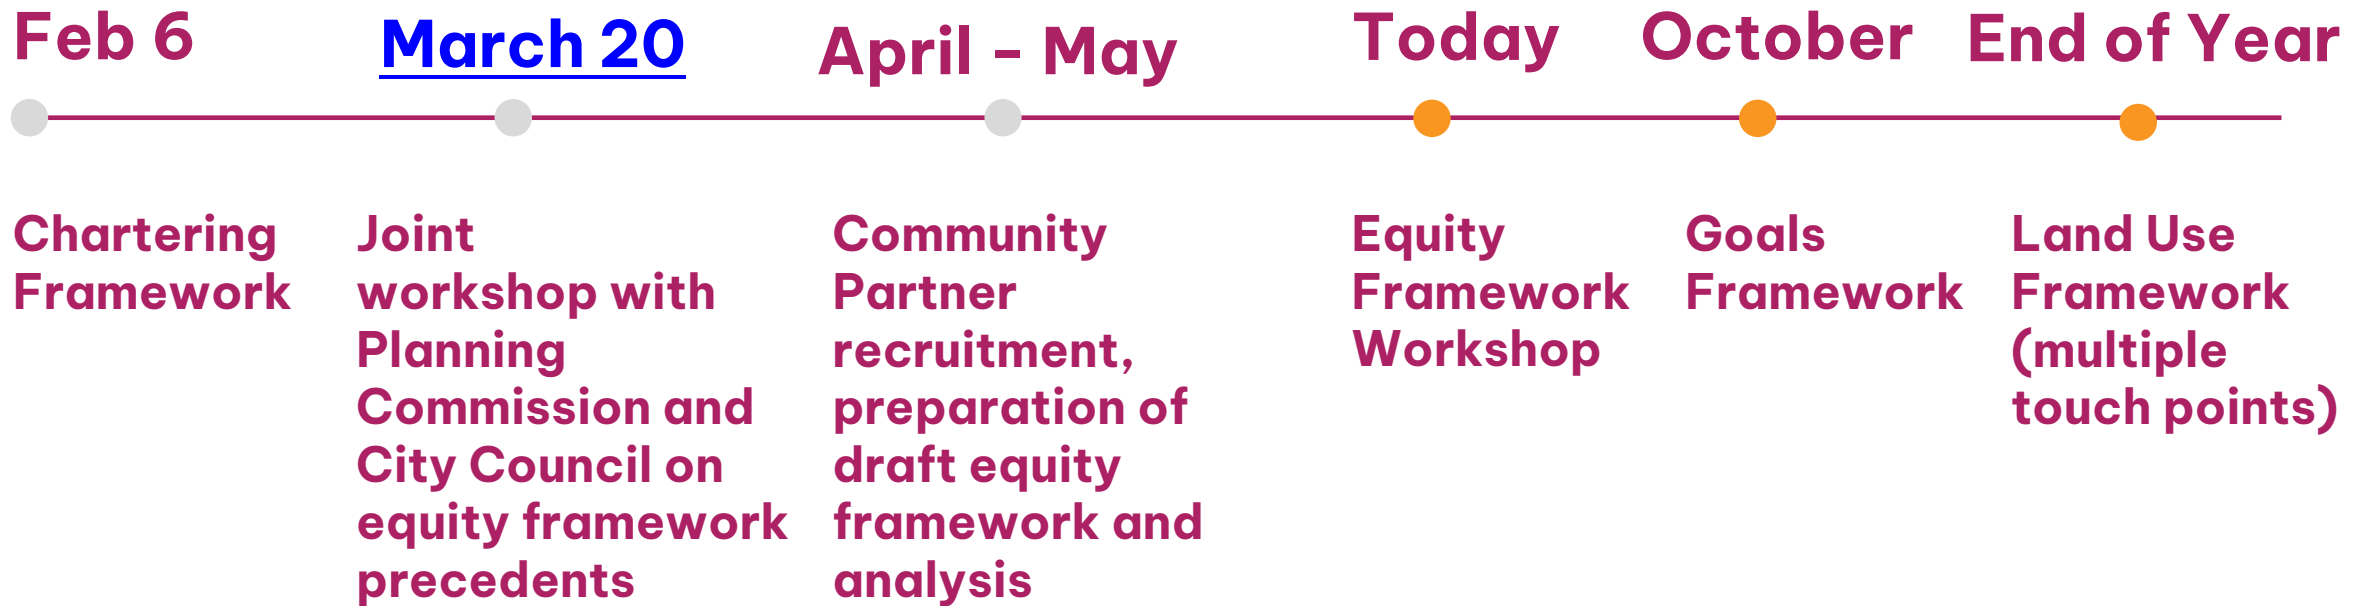 Feb 6
March 20
April - May
Today
October
End of Year
Chartering
Framework
Joint
workshop with
Planning
Commission and
City Council on
equity framework
precedents
Community
Partner
recruitment,
preparation of
draft equity
framework and
analysis
Equity
Framework
Workshop
Goals
Framework
Land Use
Framework
(multiple
touch points)